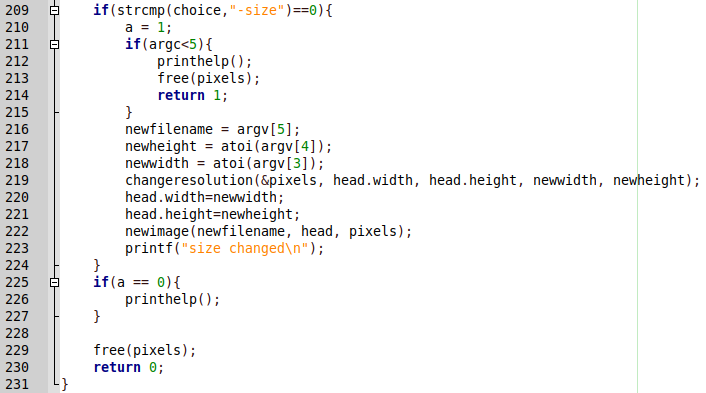 209 if(strcmp(choice,"-size")==0){
210 a = 1;
211 if(argc<5){
212 printhelp();
213 free(pixels);
214 return 1;
215 }
216 newfilename = argv[5];
217 newheight = atoi(argv[4]);
218 newwidth = atoi(argv[3]);
219 changeresolution(&pixels, head.width, head.height, newwidth, newheight);
220 head.width=newwidth;
221 head.height=newheight;
222 newimage(newfilename, head, pixels);
223 printf("size changed\n");
224 }
225 if(a == 0){
226 printhelp();
227 }
228
229 free(pixels);
230 return 0;
231 }